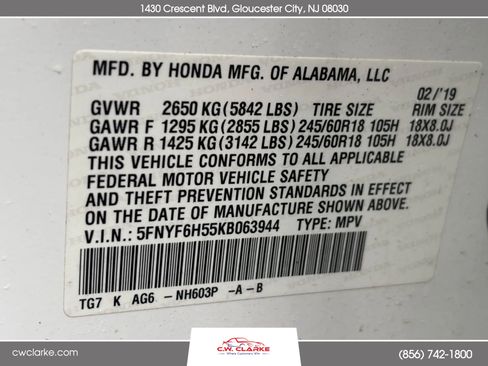 1430 Crescent Blvd, Gloucester City, NJ 08030
MFD. BY HONDA MFG. OF ALABAMA, LLC
02/'19
GVWR 2650 KG (5842 LBS) TIRE SIZE RIM SIZE
GAWR F 1295 KG (2855 LBS) 245/60R18 105H 18X8.0J
GAWR R 1425 KG (3142 LBS) 245/60R18 105H 18X8.0J
THIS VEHICLE CONFORMS TO ALL APPLICABLE
FEDERAL MOTOR VEHICLE SAFETY
AND THEFT PREVENTION STANDARDS IN EFFECT
ON THE DATE OF MANUFACTURE SHOWN ABOVE.
V.I.N.: 5FNYF6H55KB063944 TYPE: MPV
TG7 K AG6 -NH603P -A-B
cwclarke.com
C.W. CLARKE
(856) 742-1800